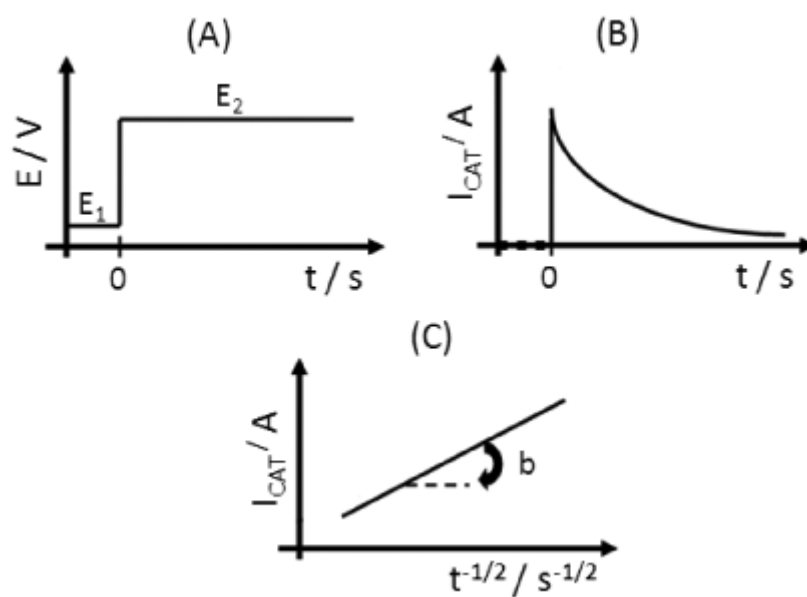 (A)
E / V
E₂
E₁
0
t / s
(B)
I_CAT / A
0
t / s
(C)
I_CAT / A
b
t⁻¹/² / s⁻¹/²